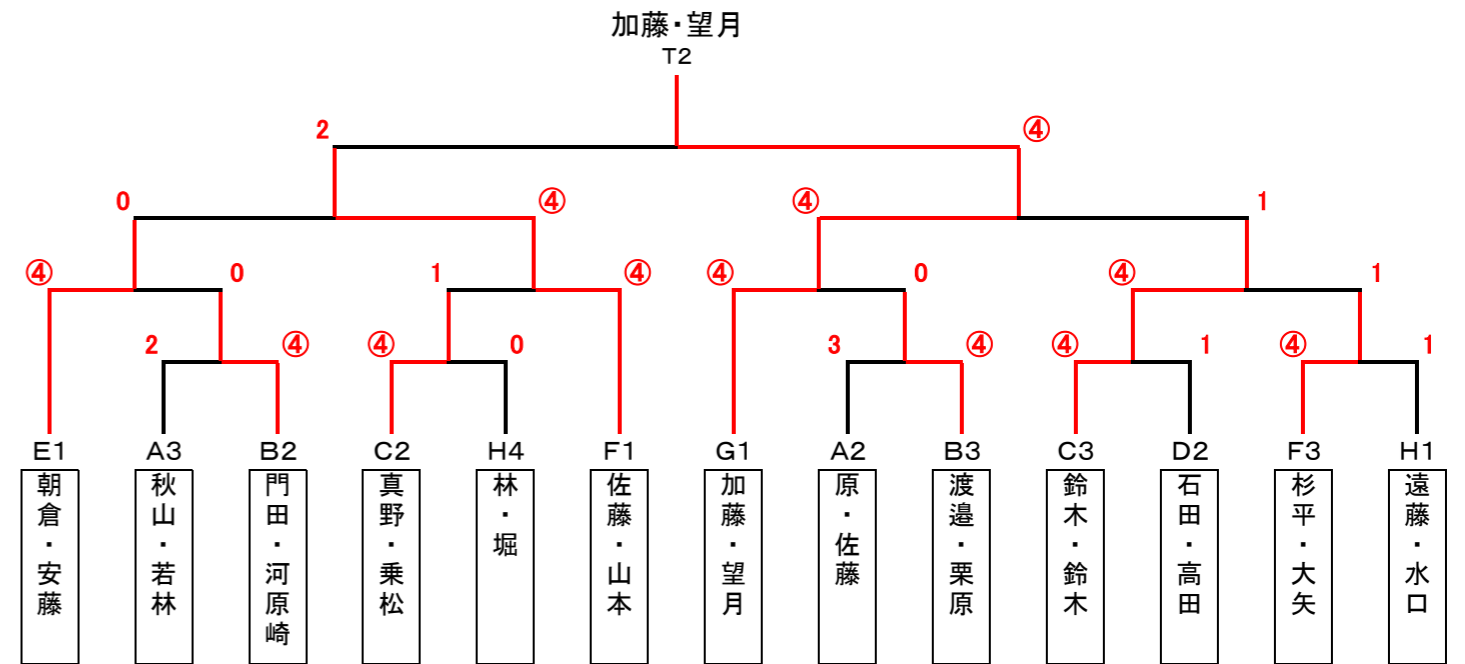 加藤・望月
T2
2 ④
0 ④ ④ 1
④ 0 1 ④ ④ 0 ④ 1
2 ④ ④ 0 3 ④ ④ 1 ④ 1
E1 A3 B2 C2 H4 F1 G1 A2 B3 C3 D2 F3 H1
朝倉・安藤
秋山・若林
門田・河原崎
真野・乗松
林・堀
佐藤・山本
加藤・望月
原・佐藤
渡邉・栗原
鈴木・鈴木
石田・高田
杉平・大矢
遠藤・水口